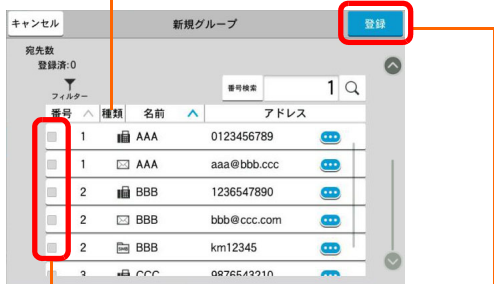 キャンセル 新規グループ 登録
宛先数
登録済:0
フィルター 番号検索 1
番号 種類 名前 アドレス
1 AAA 0123456789
1 AAA aaa@bbb.ccc
2 BBB 1236547890
2 BBB bbb@ccc.com
2 BBB km12345
3 CCC 9876543210